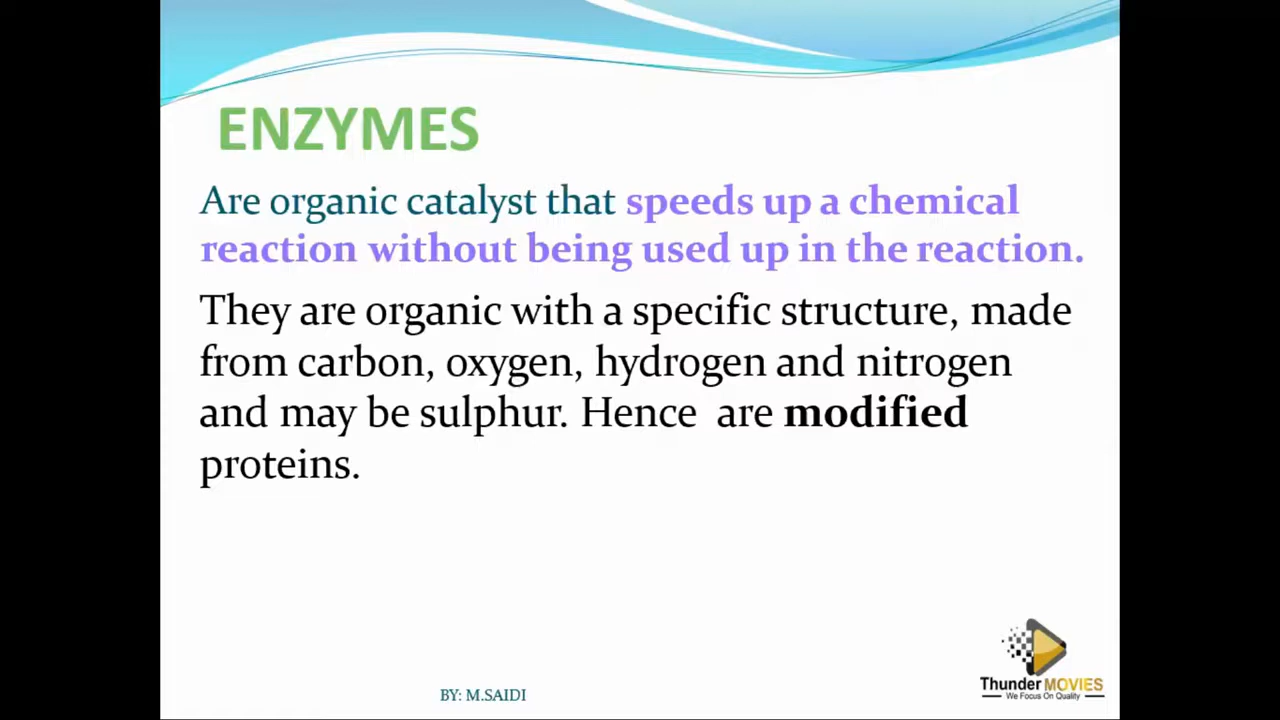 ENZYMES
Are organic catalyst that speeds up a chemical
reaction without being used up in the reaction.
They are organic with a specific structure, made
from carbon, oxygen, hydrogen and nitrogen
and may be sulphur. Hence are modified
proteins.
BY: M.SAIDI
Thunder MOVIES
We Focus On Quality